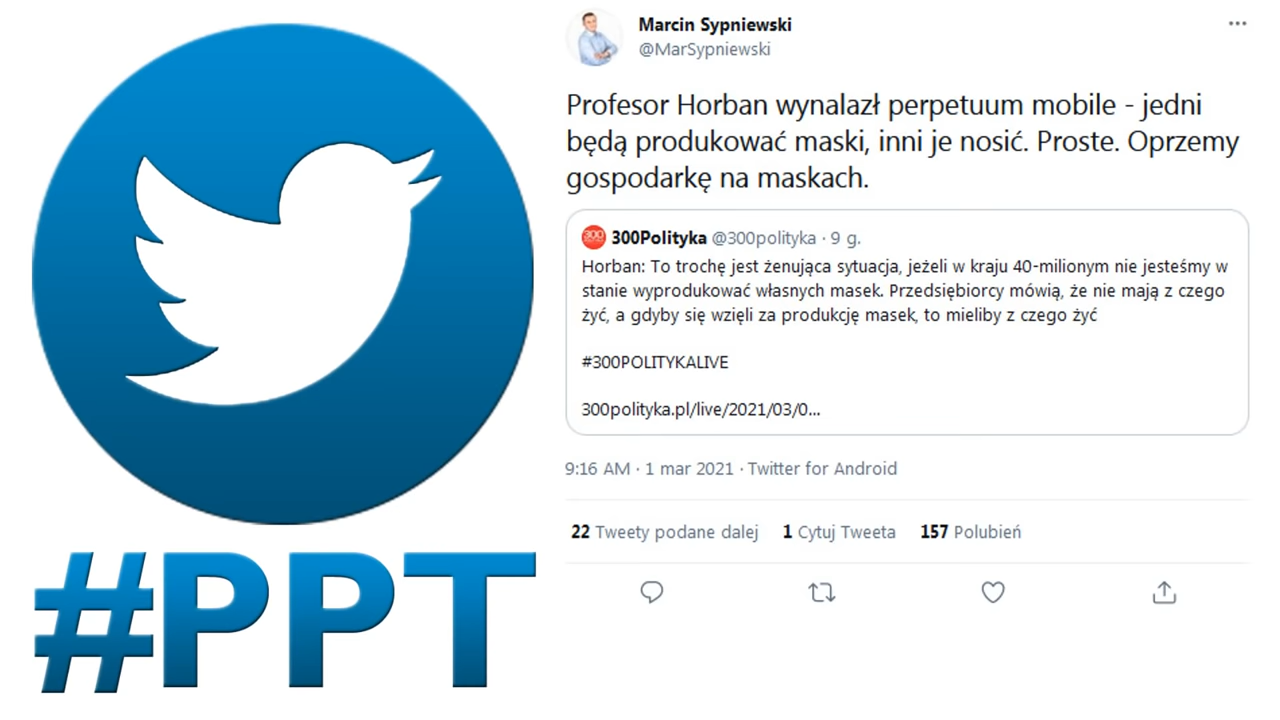 Marcin Sypniewski
@MarSypniewski
Profesor Horban wynalazł perpetuum mobile - jedni
będą produkować maski, inni je nosić. Proste. Oprzemy
gospodarkę na maskach.
300
300Polityka @300polityka · 9 g.
Horban: To trochę jest żenująca sytuacja, jeżeli w kraju 40-milionym nie jesteśmy w
stanie wyprodukować własnych masek. Przedsiębiorcy mówią, że nie mają z czego
żyć, a gdyby się wzięli za produkcję masek, to mieliby z czego żyć
#300POLITYKALIVE
300polityka.pl/live/2021/03/0...
9:16 AM · 1 mar 2021 · Twitter for Android
22 Tweety podane dalej 1 Cytuj Tweeta 157 Polubień
#PPT